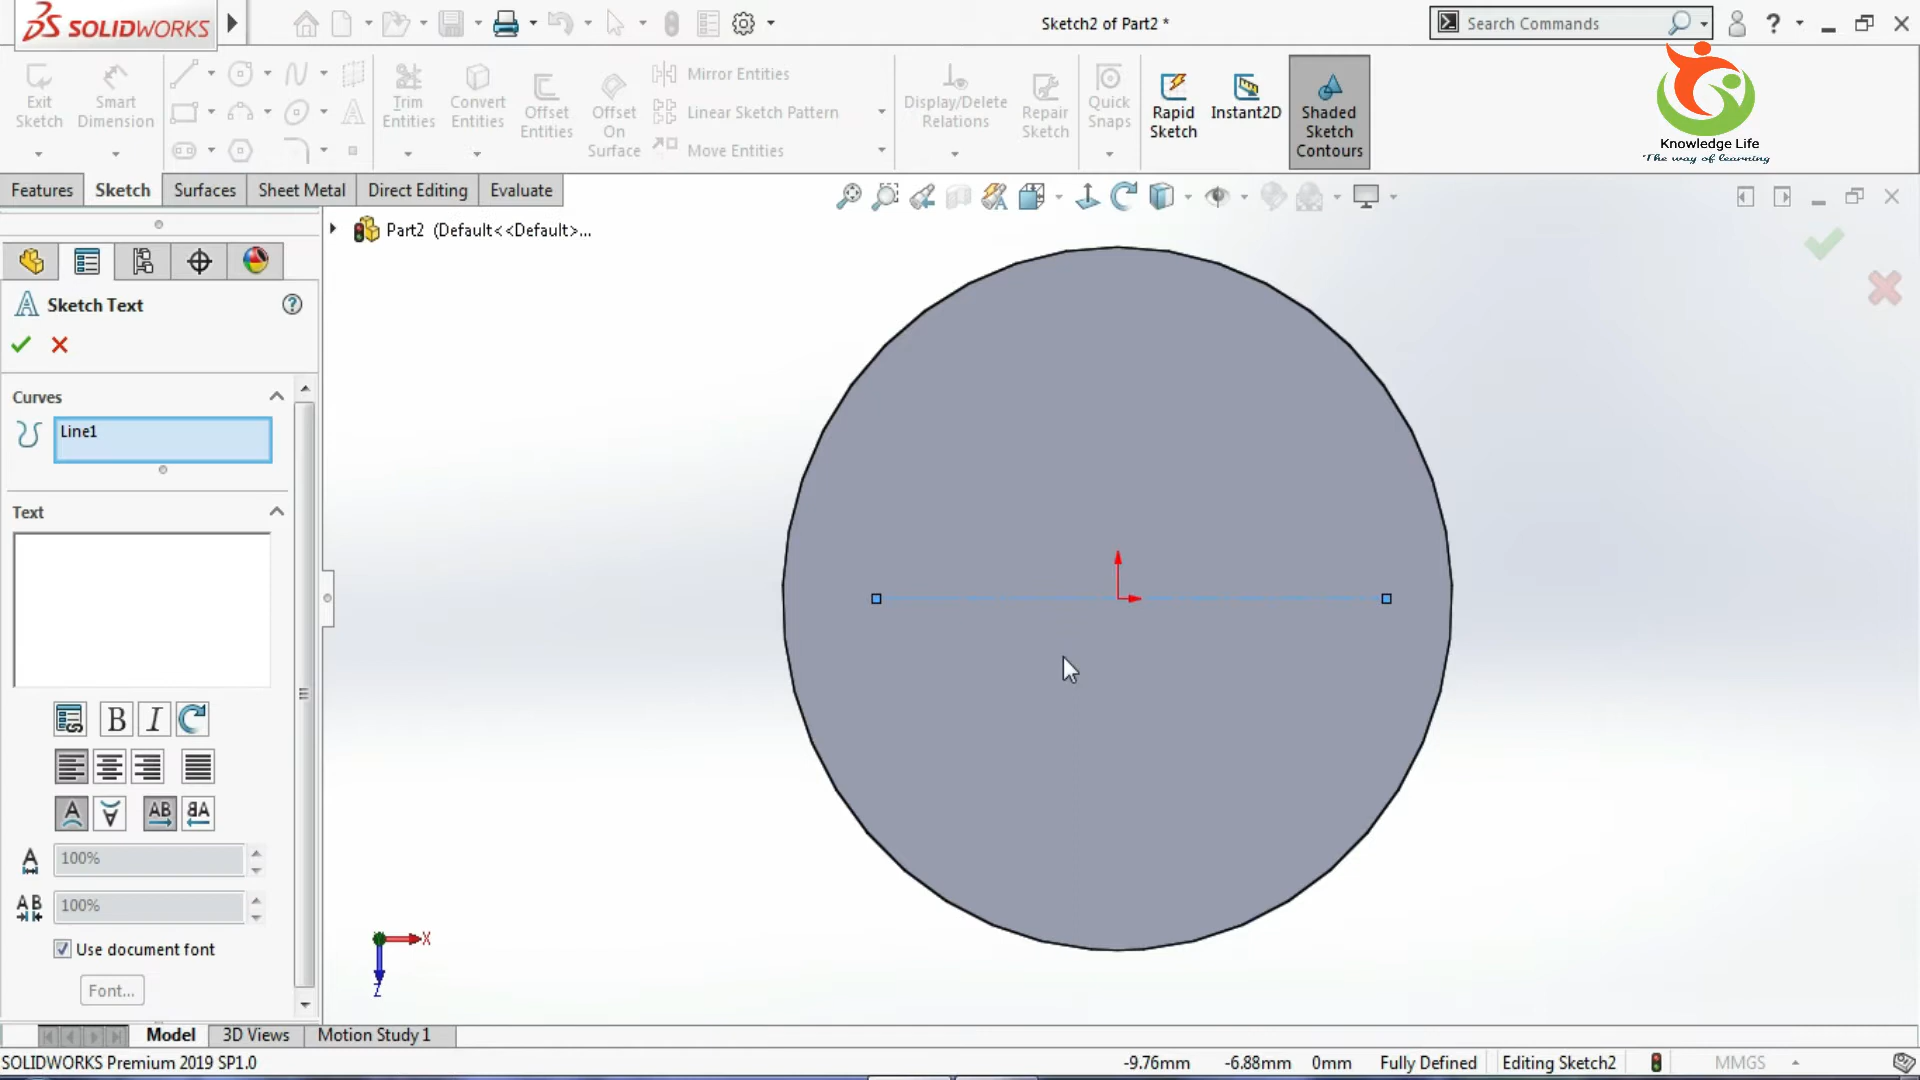 SOLIDWORKS
Sketch2 of Part2 *
Search Commands
Exit Sketch
Smart Dimension
Trim Entities
Convert Entities
Offset Entities
Offset On Surface
Mirror Entities
Linear Sketch Pattern
Move Entities
Display/Delete Relations
Repair Sketch
Quick Snaps
Rapid Sketch
Instant2D
Shaded Sketch Contours
Knowledge Life
The way of learning
Features
Sketch
Surfaces
Sheet Metal
Direct Editing
Evaluate
Part2 (Default<<Default>...
Sketch Text
Curves
Line1
Text
B I
A A AB AB
100%
AB 100%
Use document font
Font...
X
Z
Model
3D Views
Motion Study 1
SOLIDWORKS Premium 2019 SP1.0
-9.76mm
-6.88mm
0mm
Fully Defined
Editing Sketch2
MMGS